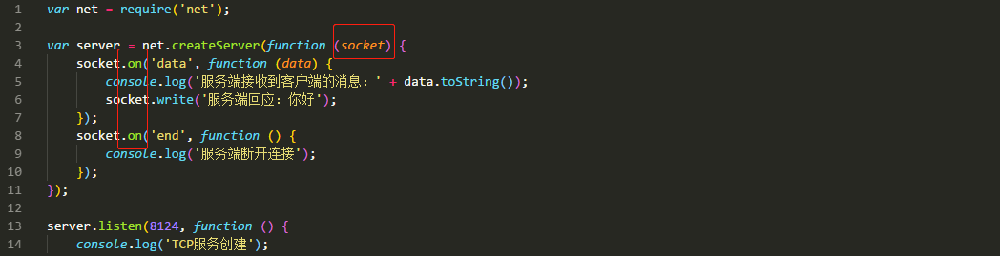 1 var net = require('net');
2
3 var server = net.createServer(function (socket) {
4 socket.on('data', function (data) {
5 console.log('服务端接收到客户端的消息：' + data.toString());
6 socket.write('服务端回应：你好');
7 });
8 socket.on('end', function () {
9 console.log('服务端断开连接');
10 });
11 });
12
13 server.listen(8124, function () {
14 console.log('TCP服务创建');